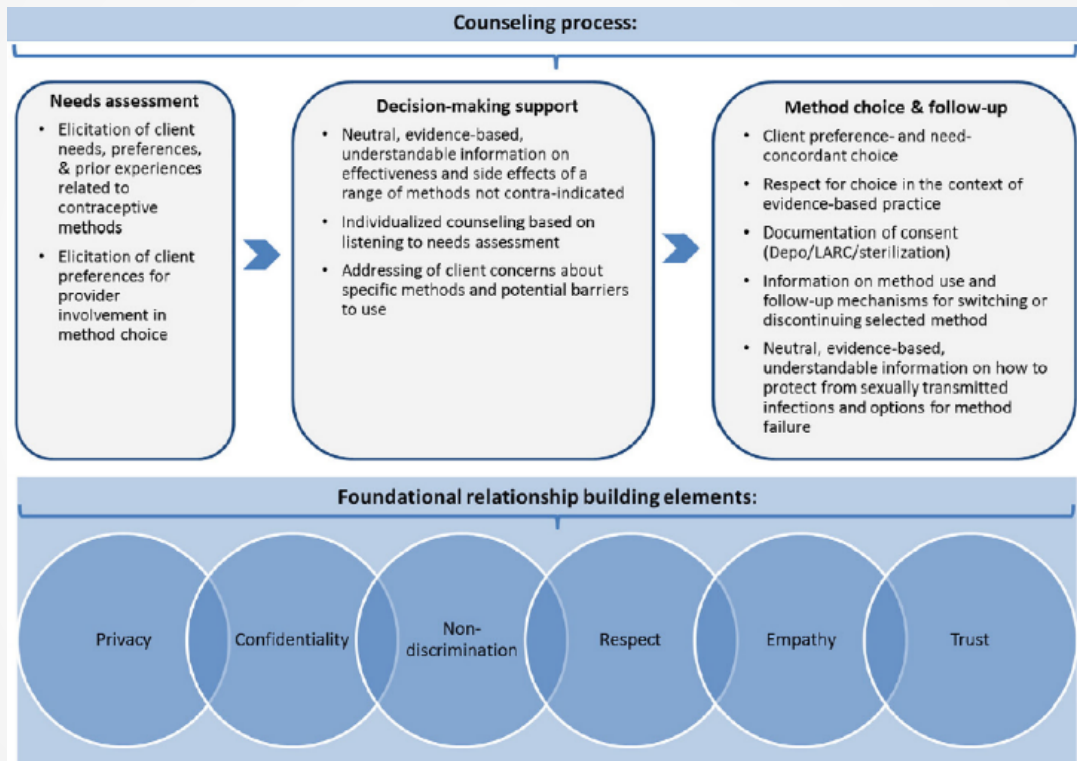 Counseling process:
Needs assessment
• Elicitation of client
needs, preferences,
& prior experiences
related to
contraceptive
methods
• Elicitation of client
preferences for
provider
involvement in
method choice
Decision-making support
• Neutral, evidence-based,
understandable information on
effectiveness and side effects of a
range of methods not contra-indicated
• Individualized counseling based on
listening to needs assessment
• Addressing of client concerns about
specific methods and potential barriers
to use
Method choice & follow-up
• Client preference- and need-
concordant choice
• Respect for choice in the context of
evidence-based practice
• Documentation of consent
(Depo/LARC/sterilization)
• Information on method use and
follow-up mechanisms for switching or
discontinuing selected method
• Neutral, evidence-based,
understandable information on how to
protect from sexually transmitted
infections and options for method
failure
Foundational relationship building elements:
Privacy
Confidentiality
Non-
discrimination
Respect
Empathy
Trust